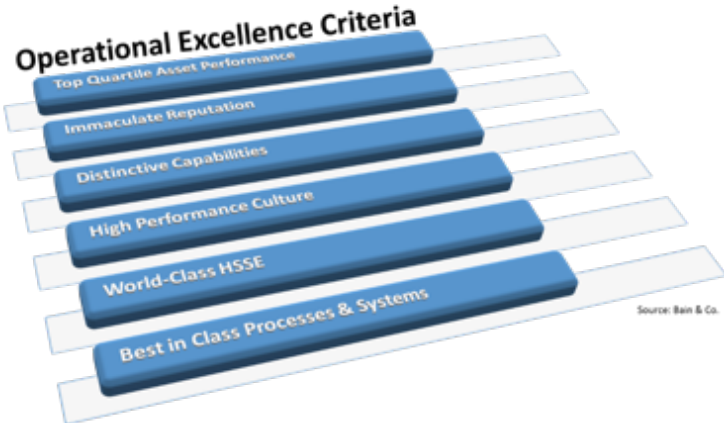 Operational Excellence Criteria
Top Quartile Asset Performance
Immaculate Reputation
Distinctive Capabilities
High Performance Culture
World-Class HSSE
Best in Class Processes & Systems
Source: Bain & Co.